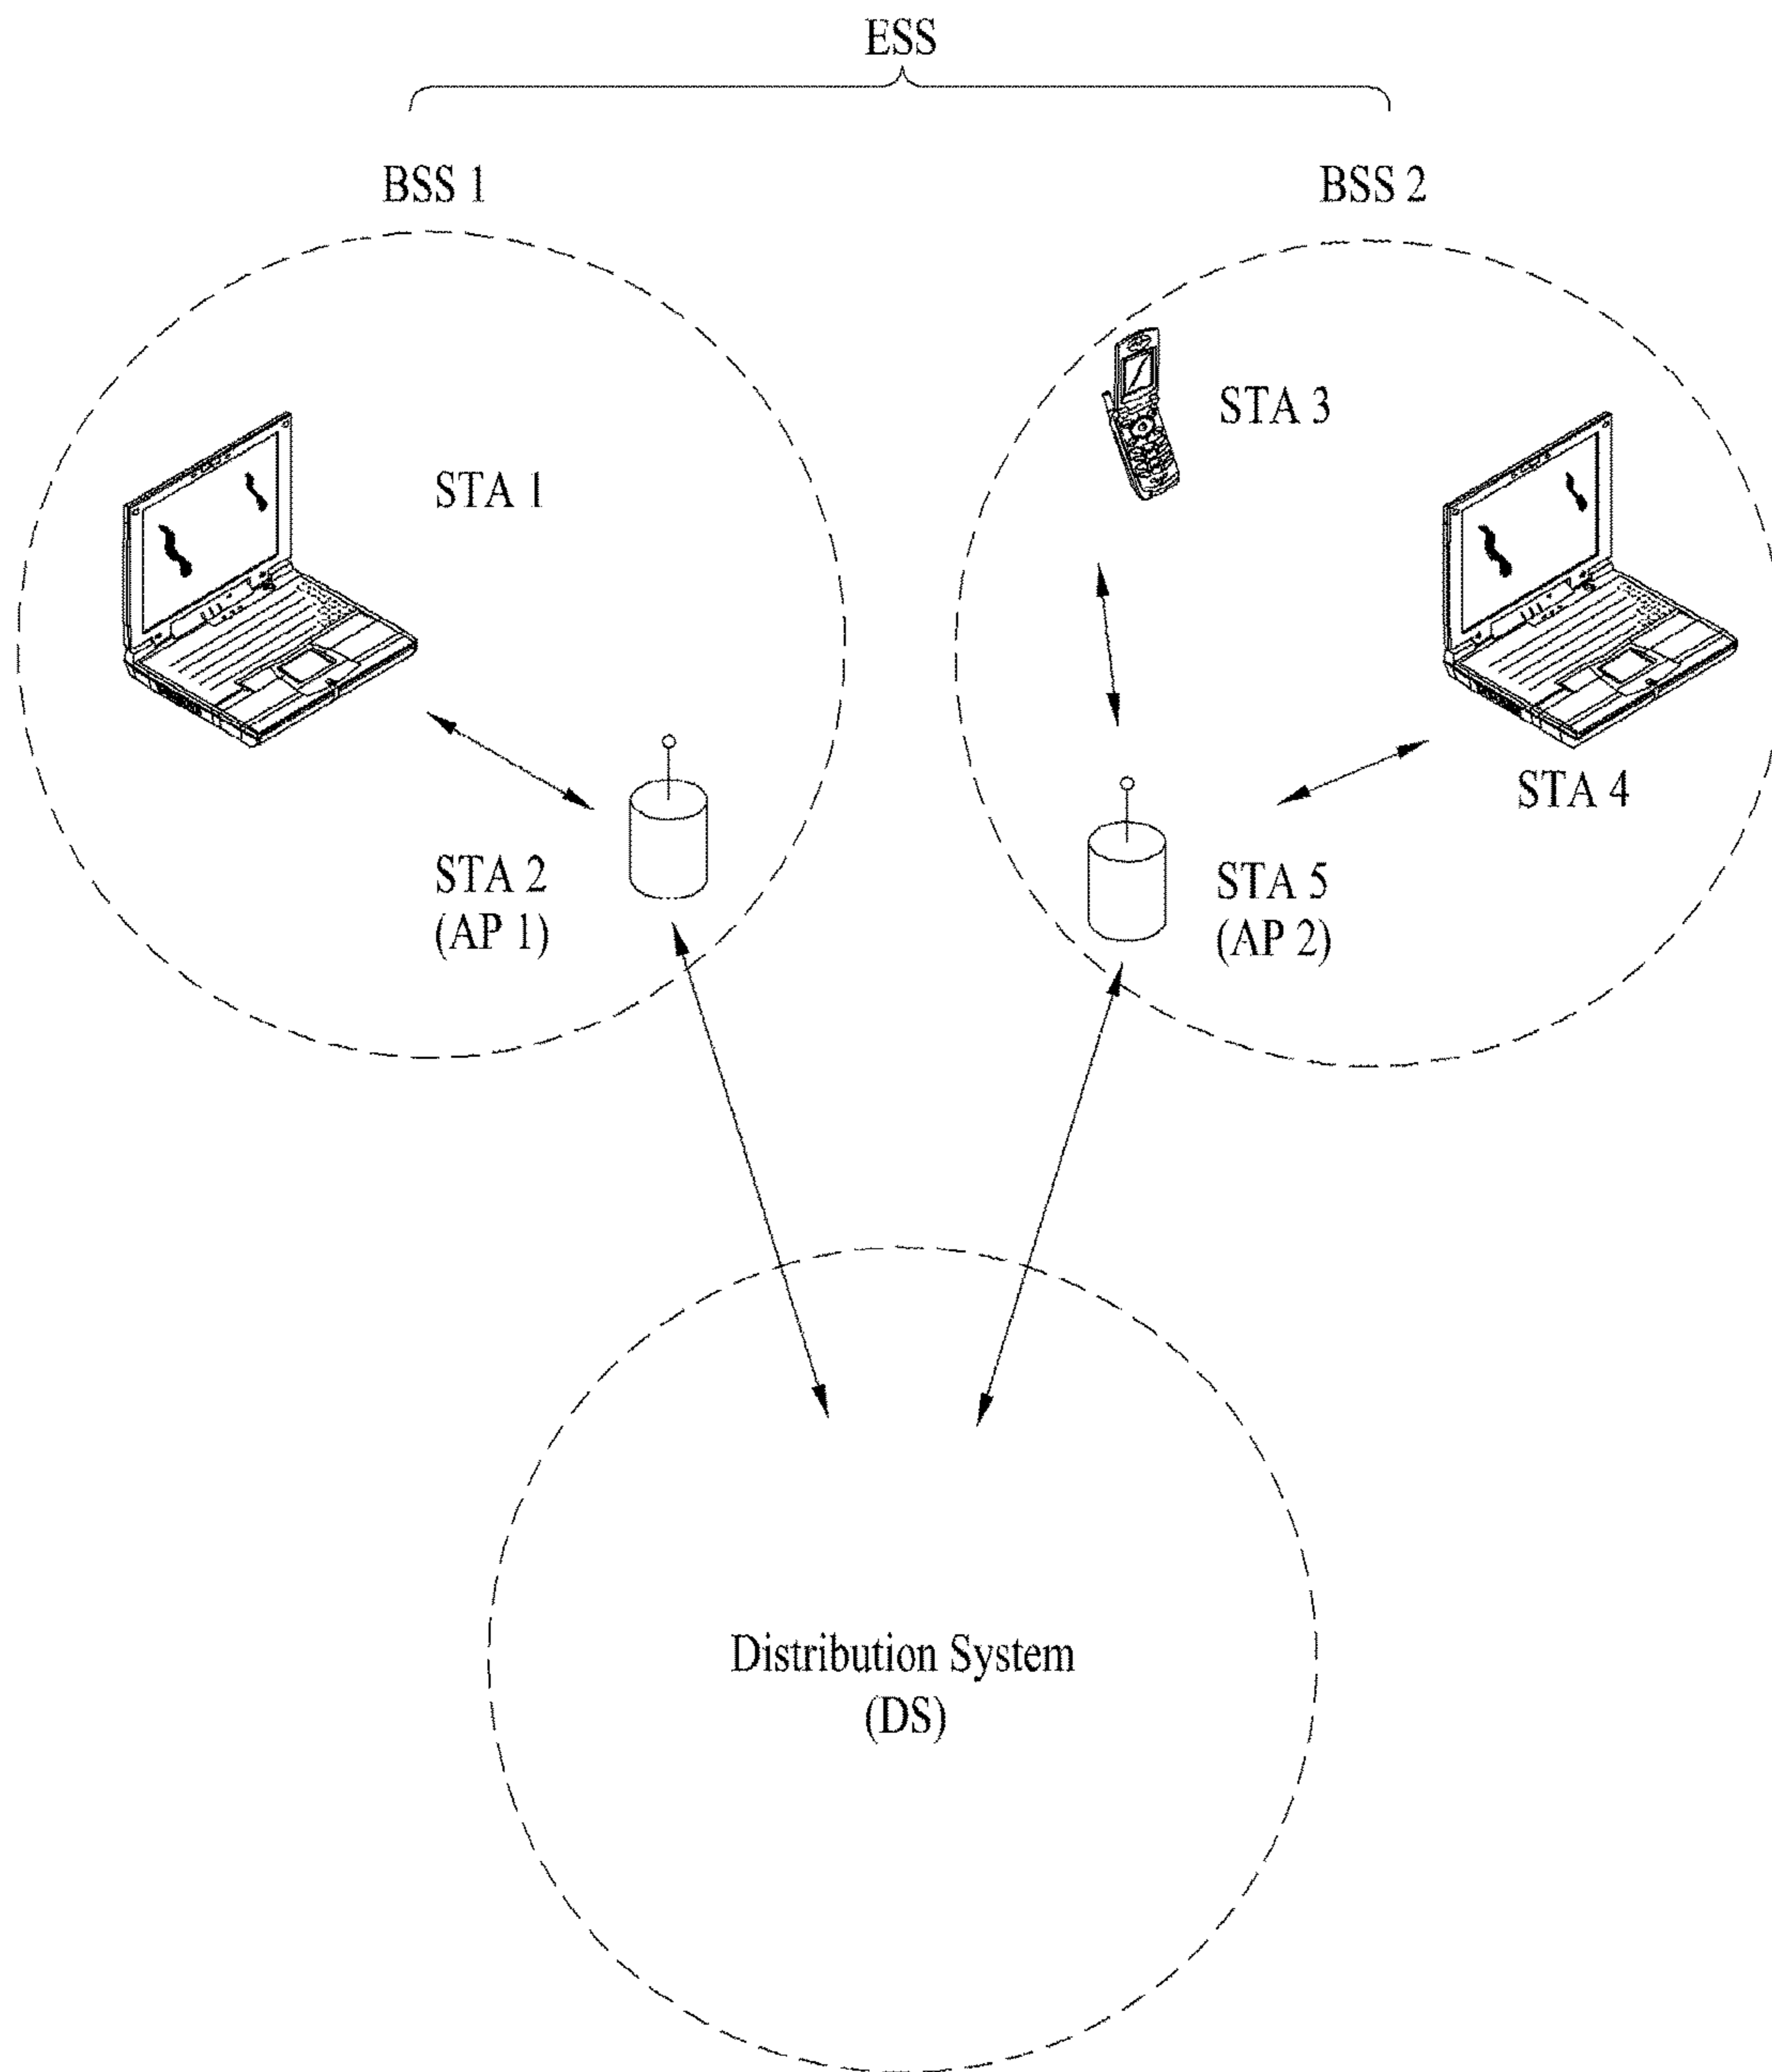 ESS
BSS 1
BSS 2
STA 3
STA 1
STA 4
STA 2
(AP 1)
STA 5
(AP 2)
Distribution System
(DS)